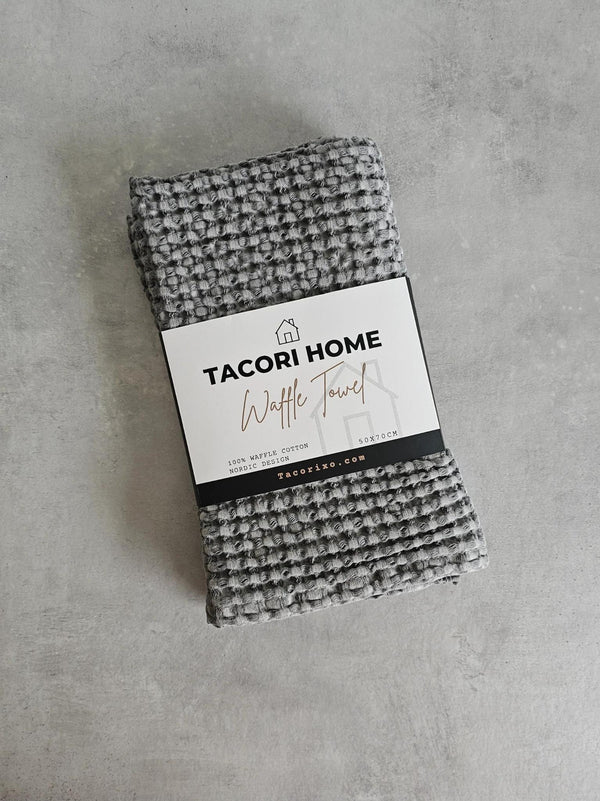 TACORI HOME
Waffle Towel
100% WAFFLE COTTON
NORDIC DESIGN
50X70CM
Tacorixo.com